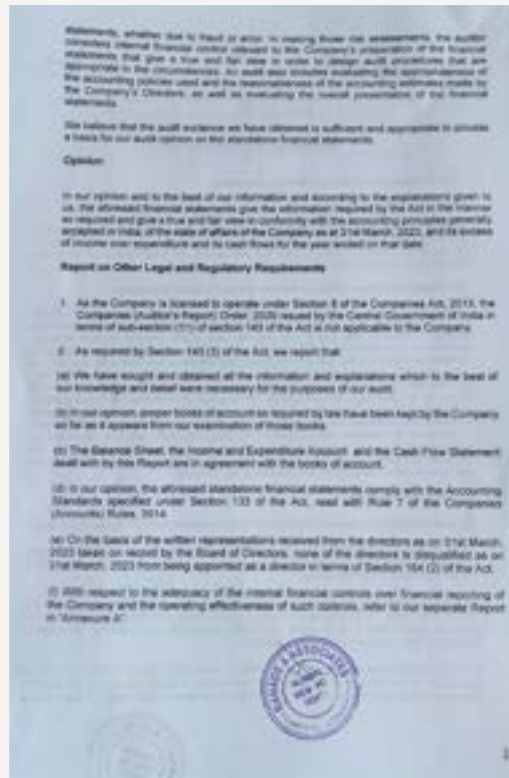 statements, whether due to fraud or error. In making those risk assessments, the auditor
considers internal financial control relevant to the Company's preparation of the financial
statements that give a true and fair view in order to design audit procedures that are
appropriate in the circumstances. An audit also includes evaluating the appropriateness of
the accounting policies used and the reasonableness of the accounting estimates made by
the Company's Directors, as well as evaluating the overall presentation of the financial
statements.
We believe that the audit evidence we have obtained is sufficient and appropriate to provide
a basis for our audit opinion on the standalone financial statements.
Opinion
In our opinion and to the best of our information and according to the explanations given to
us, the aforesaid financial statements give the information required by the Act in the manner
so required and give a true and fair view in conformity with the accounting principles generally
accepted in India, of the state of affairs of the Company as at 31st March, 2023, and its excess
of income over expenditure and its cash flows for the year ended on that date.
Report on Other Legal and Regulatory Requirements
1. As the Company is licensed to operate under Section 8 of the Companies Act, 2013, the
Companies (Auditor's Report) Order, 2020 issued by the Central Government of India in
terms of sub-section (11) of section 143 of the Act is not applicable to the Company.
2. As required by Section 143 (3) of the Act, we report that:
(a) We have sought and obtained all the information and explanations which to the best of
our knowledge and belief were necessary for the purposes of our audit.
(b) In our opinion, proper books of account as required by law have been kept by the Company
so far as it appears from our examination of those books.
(c) The Balance Sheet, the Income and Expenditure Account and the Cash Flow Statement
dealt with by this Report are in agreement with the books of account.
(d) In our opinion, the aforesaid standalone financial statements comply with the Accounting
Standards specified under Section 133 of the Act, read with Rule 7 of the Companies
(Accounts) Rules, 2014.
(e) On the basis of the written representations received from the directors as on 31st March,
2023 taken on record by the Board of Directors, none of the directors is disqualified as on
31st March, 2023 from being appointed as a director in terms of Section 164 (2) of the Act.
(f) With respect to the adequacy of the internal financial controls over financial reporting of
the Company and the operating effectiveness of such controls, refer to our separate Report
in "Annexure A".
& ASSOCIATES